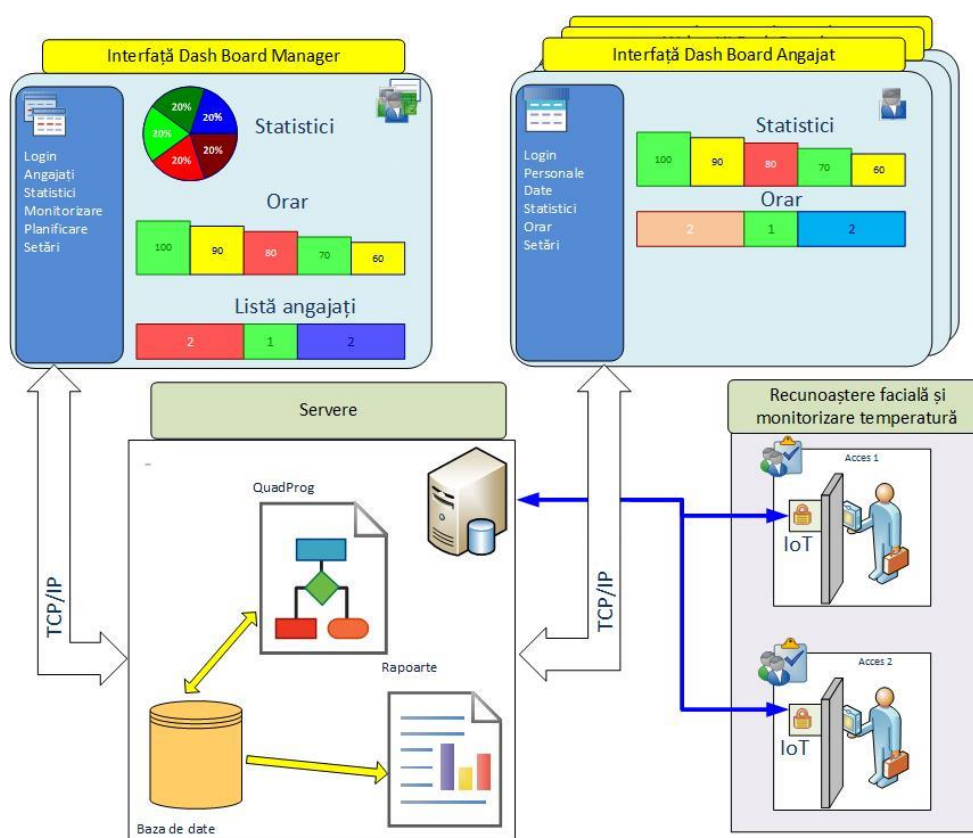 Interfață Dash Board Manager
Login
Angajați
Statistici
Monitorizare
Planificare
Setări
20%
20%
20%
20%
20%
Statistici
Orar
100
90
80
70
60
Listă angajați
2
1
2
Interfață Dash Board Angajat
Login
Personale
Date
Statistici
Orar
Setări
Statistici
100
90
80
70
60
Orar
2
1
2
TCP/IP
Servere
QuadProg
Rapoarte
Baza de date
TCP/IP
Recunoaștere facială și
monitorizare temperatură
Acces 1
IoT
Acces 2
IoT